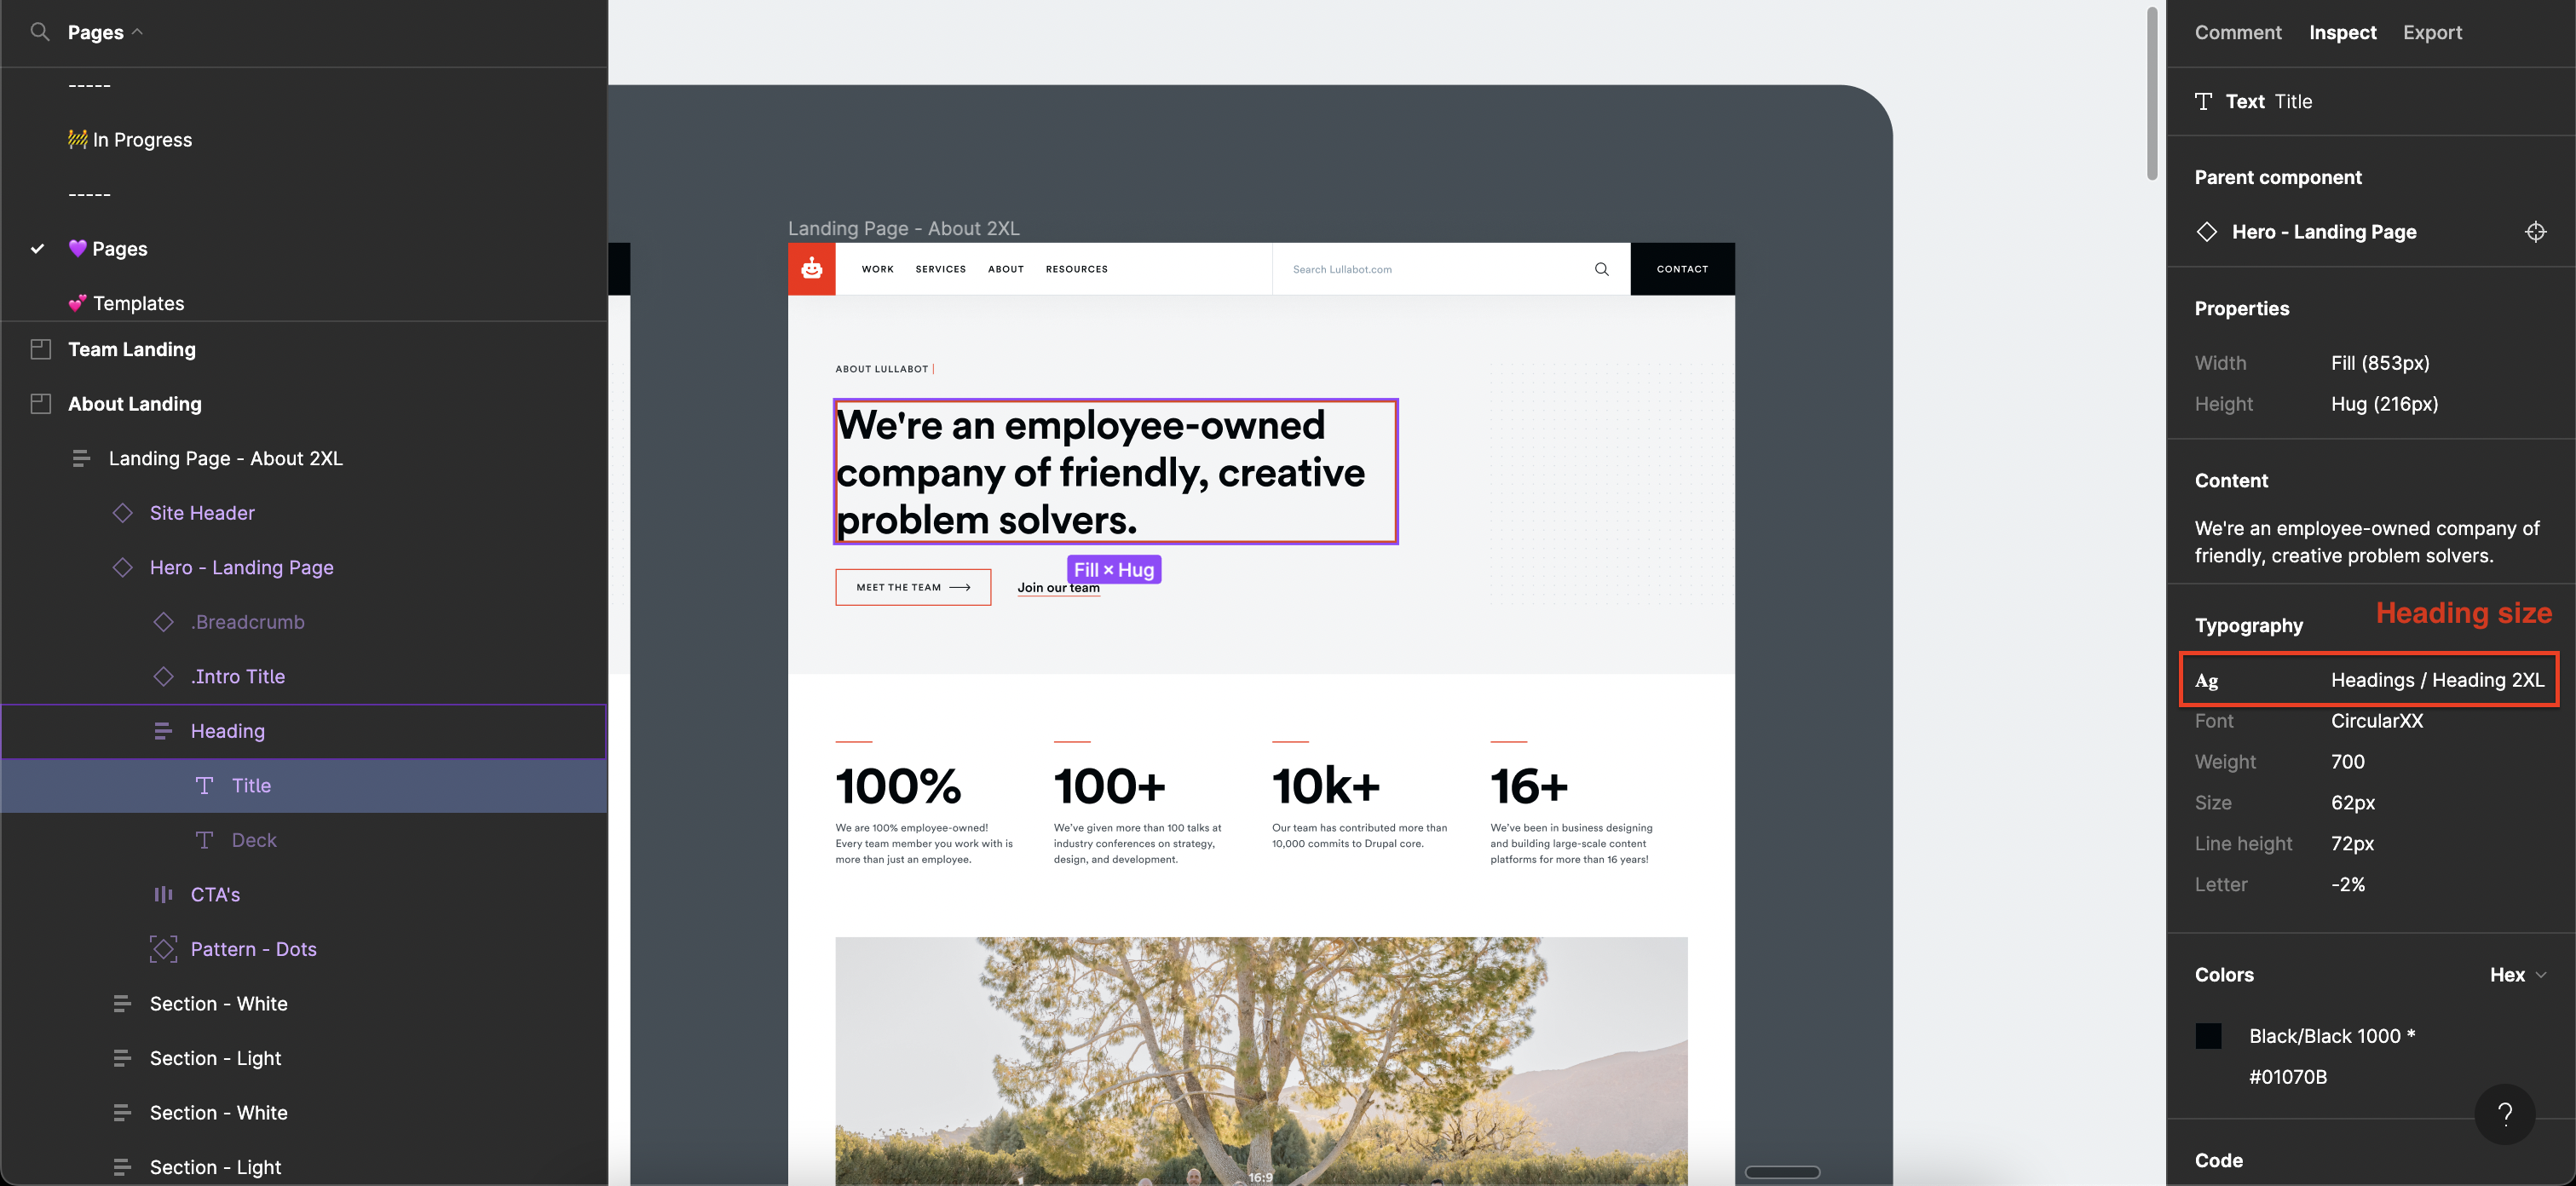 Pages
-----
🚧 In Progress
-----
💜 Pages
💕 Templates
Team Landing
About Landing
Landing Page - About 2XL
Site Header
Hero - Landing Page
.Breadcrumb
.Intro Title
Heading
Title
Deck
CTA's
Pattern - Dots
Section - White
Section - Light
Section - White
Section - Light
Landing Page - About 2XL
WORK SERVICES ABOUT RESOURCES
Search Lullabot.com
CONTACT
ABOUT LULLABOT |
We're an employee-owned
company of friendly, creative
problem solvers.
Fill × Hug
MEET THE TEAM
Join our team
100%
We are 100% employee-owned!
Every team member you work with is
more than just an employee.
100+
We've given more than 100 talks at
industry conferences on strategy,
design, and development.
10k+
Our team has contributed more than
10,000 commits to Drupal core.
16+
We've been in business designing
and building large-scale content
platforms for more than 16 years!
16:9
Comment Inspect Export
Text Title
Parent component
Hero - Landing Page
Properties
Width Fill (853px)
Height Hug (216px)
Content
We're an employee-owned company of
friendly, creative problem solvers.
Heading size
Typography
Ag Headings / Heading 2XL
Font CircularXX
Weight 700
Size 62px
Line height 72px
Letter -2%
Colors Hex
Black/Black 1000 *
#01070B
?
Code